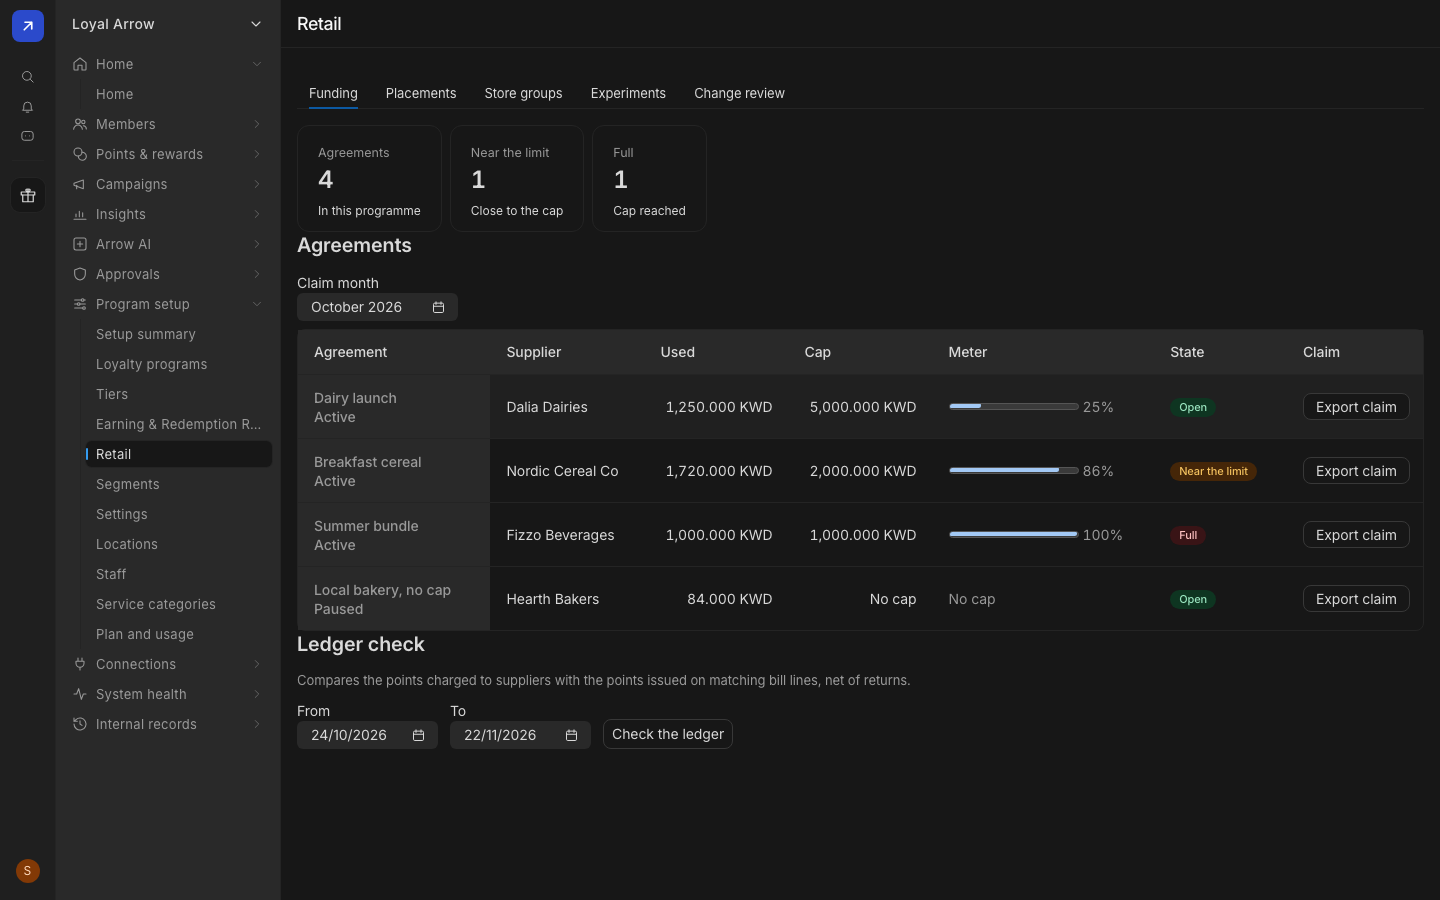 Loyal Arrow
Home
Home
Members
Points & rewards
Campaigns
Insights
Arrow AI
Approvals
Program setup
Setup summary
Loyalty programs
Tiers
Earning & Redemption R...
Retail
Segments
Settings
Locations
Staff
Service categories
Plan and usage
Connections
System health
Internal records
S
Retail
Funding Placements Store groups Experiments Change review
Agreements Near the limit Full
4 1 1
In this programme Close to the cap Cap reached
Agreements
Claim month
October 2026
Agreement Supplier Used Cap Meter State Claim
Dairy launch
Active
Dalia Dairies 1,250.000 KWD 5,000.000 KWD 25% Open Export claim
Breakfast cereal
Active
Nordic Cereal Co 1,720.000 KWD 2,000.000 KWD 86% Near the limit Export claim
Summer bundle
Active
Fizzo Beverages 1,000.000 KWD 1,000.000 KWD 100% Full Export claim
Local bakery, no cap
Paused
Hearth Bakers 84.000 KWD No cap No cap Open Export claim
Ledger check
Compares the points charged to suppliers with the points issued on matching bill lines, net of returns.
From To
24/10/2026 22/11/2026 Check the ledger